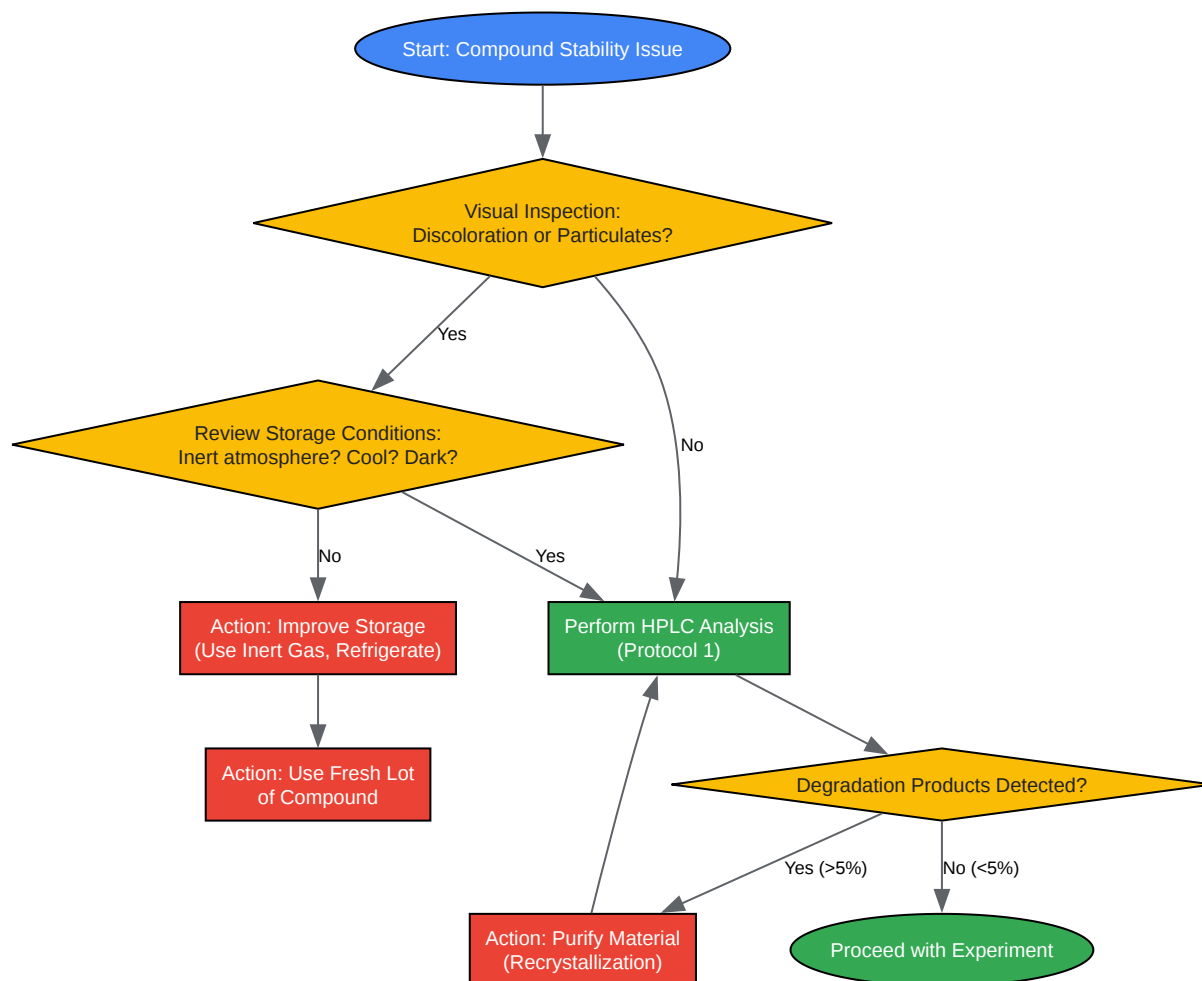 Start: Compound Stability Issue
Visual Inspection:
Discoloration or Particulates?
Yes
No
Review Storage Conditions:
Inert atmosphere? Cool? Dark?
No
Yes
Action: Improve Storage
(Use Inert Gas, Refrigerate)
Perform HPLC Analysis
(Protocol 1)
Action: Use Fresh Lot
of Compound
Degradation Products Detected?
Yes (>5%)
No (<5%)
Action: Purify Material
(Recrystallization)
Proceed with Experiment